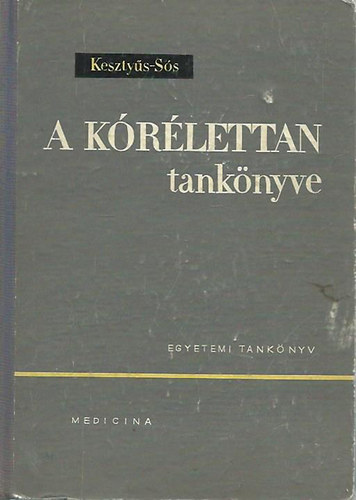 Kesztyűs-Sós
A KÓRÉLETTAN
tankönyve
EGYETEMI TANKÖNYV
MEDICINA